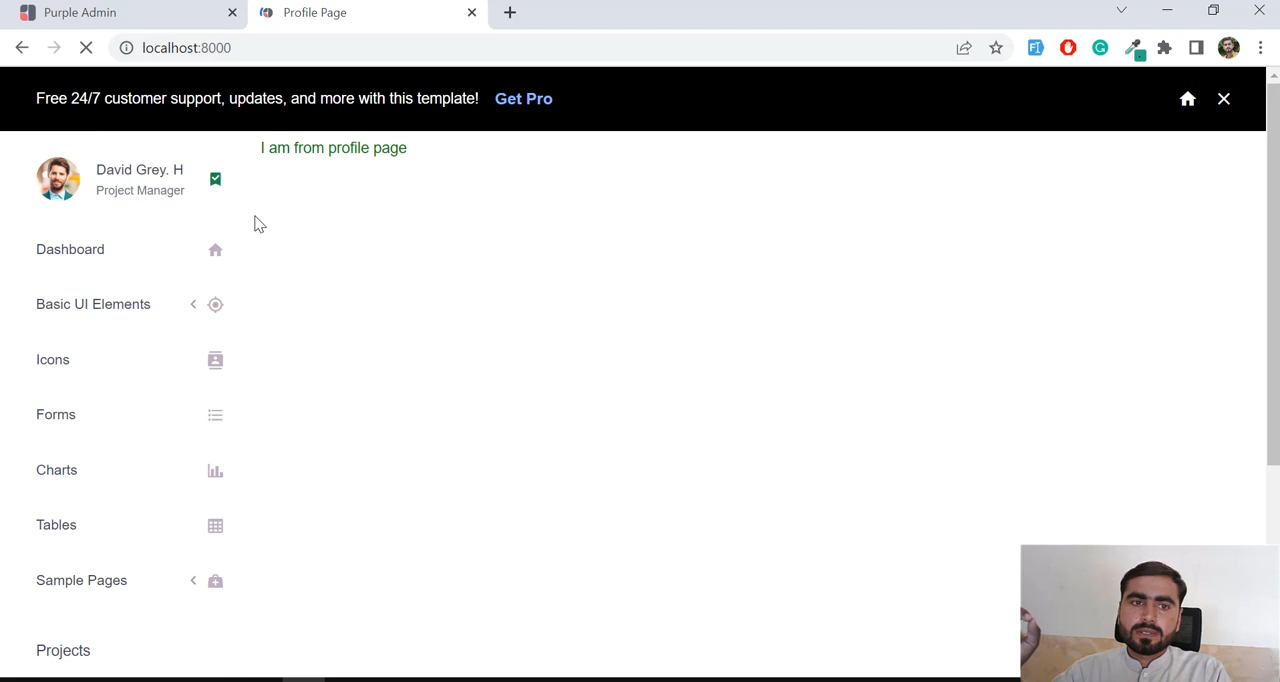 Purple Admin
Profile Page
localhost:8000
Free 24/7 customer support, updates, and more with this template! Get Pro
I am from profile page
David Grey. H
Project Manager
Dashboard
Basic UI Elements
Icons
Forms
Charts
Tables
Sample Pages
Projects